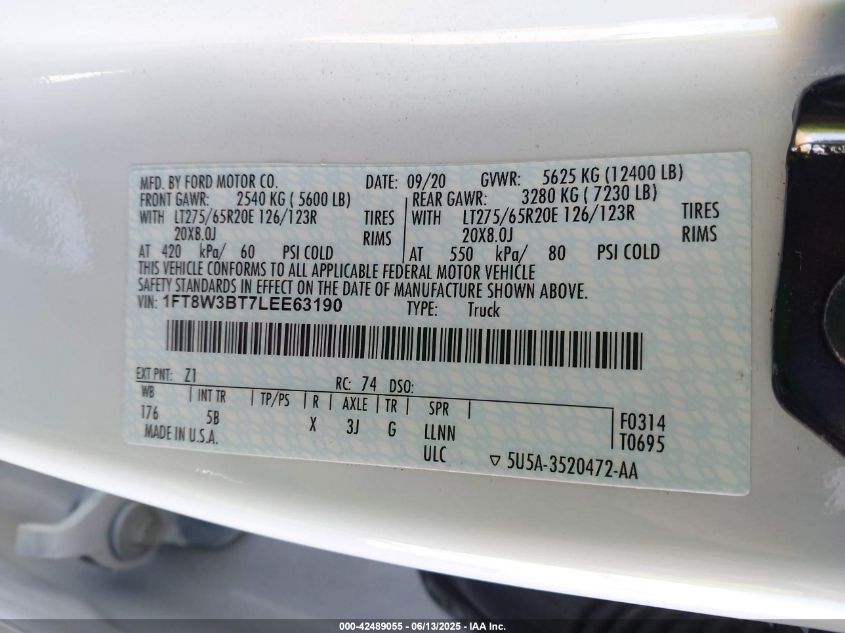 MFD. BY FORD MOTOR CO. DATE: 09/20 GVWR: 5625 KG (12400 LB)
FRONT GAWR: 2540 KG ( 5600 LB) REAR GAWR: 3280 KG ( 7230 LB)
WITH LT275/65R20E 126/123R TIRES WITH LT275/65R20E 126/123R TIRES
20X8.0J RIMS 20X8.0J RIMS
AT 420 kPa/ 60 PSI COLD AT 550 kPa/ 80 PSI COLD
THIS VEHICLE CONFORMS TO ALL APPLICABLE FEDERAL MOTOR VEHICLE
SAFETY STANDARDS IN EFFECT ON THE DATE OF MANUFACTURE SHOWN ABOVE.
VIN: 1FT8W3BT7LEE63190 TYPE: Truck
EXT PNT: Z1 RC: 74 DSO:
WB INT TR TP/PS R AXLE TR SPR F0314
176 5B X 3J G LLNN T0695
MADE IN U.S.A. ULC ▽ 5U5A-3520472-AA
000-42489055 - 06/13/2025 - IAA Inc.